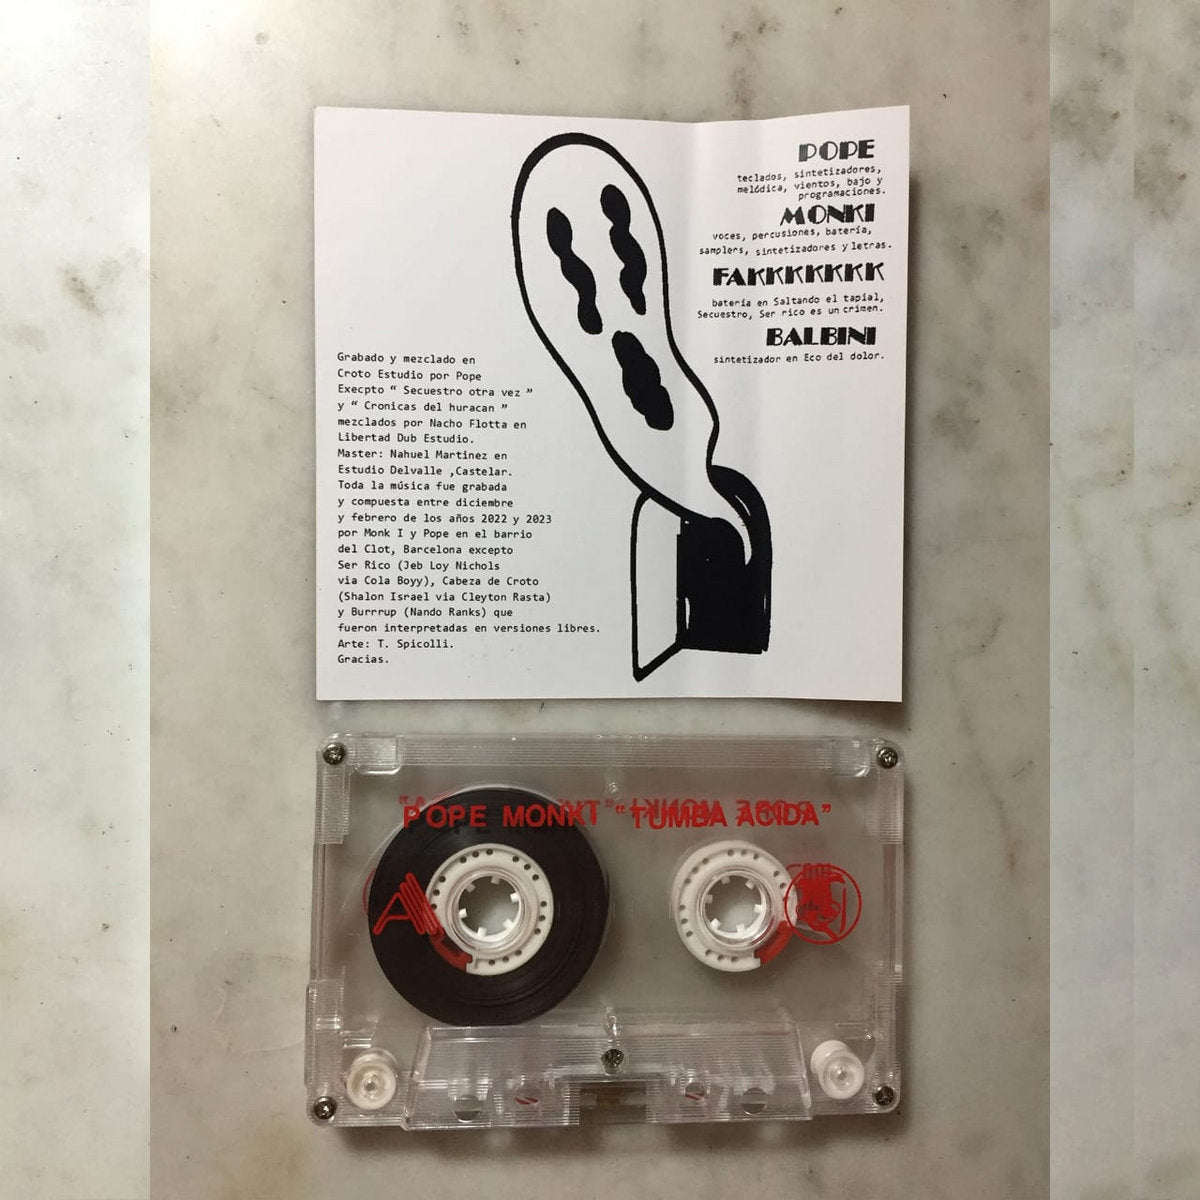 POPE
teclados, sintetizadores,
melódica, vientos, bajo y
programaciones.
MONKI
voces, percusiones, batería,
samplers, sintetizadores y letras.
FAKKKKKKKK
batería en Saltando el tapial,
Secuestro, Ser rico es un crimen.
BALBINI
sintetizador en Eco del dolor.
Grabado y mezclado en
Croto Estudio por Pope
Execpto “ Secuestro otra vez ”
y “ Cronicas del huracan ”
mezclados por Nacho Flotta en
Libertad Dub Estudio.
Master: Nahuel Martinez en
Estudio Delvalle ,Castelar.
Toda la música fue grabada
y compuesta entre diciembre
y febrero de los años 2022 y 2023
por Monk I y Pope en el barrio
del Clot, Barcelona excepto
Ser Rico (Jeb Loy Nichols
via Cola Boyy), Cabeza de Croto
(Shalon Israel via Cleyton Rasta)
y Burrrup (Nando Ranks) que
fueron interpretadas en versiones libres.
Arte: T. Spicolli.
Gracias.
POPE MONKI “TUMBA ACIDA”
A